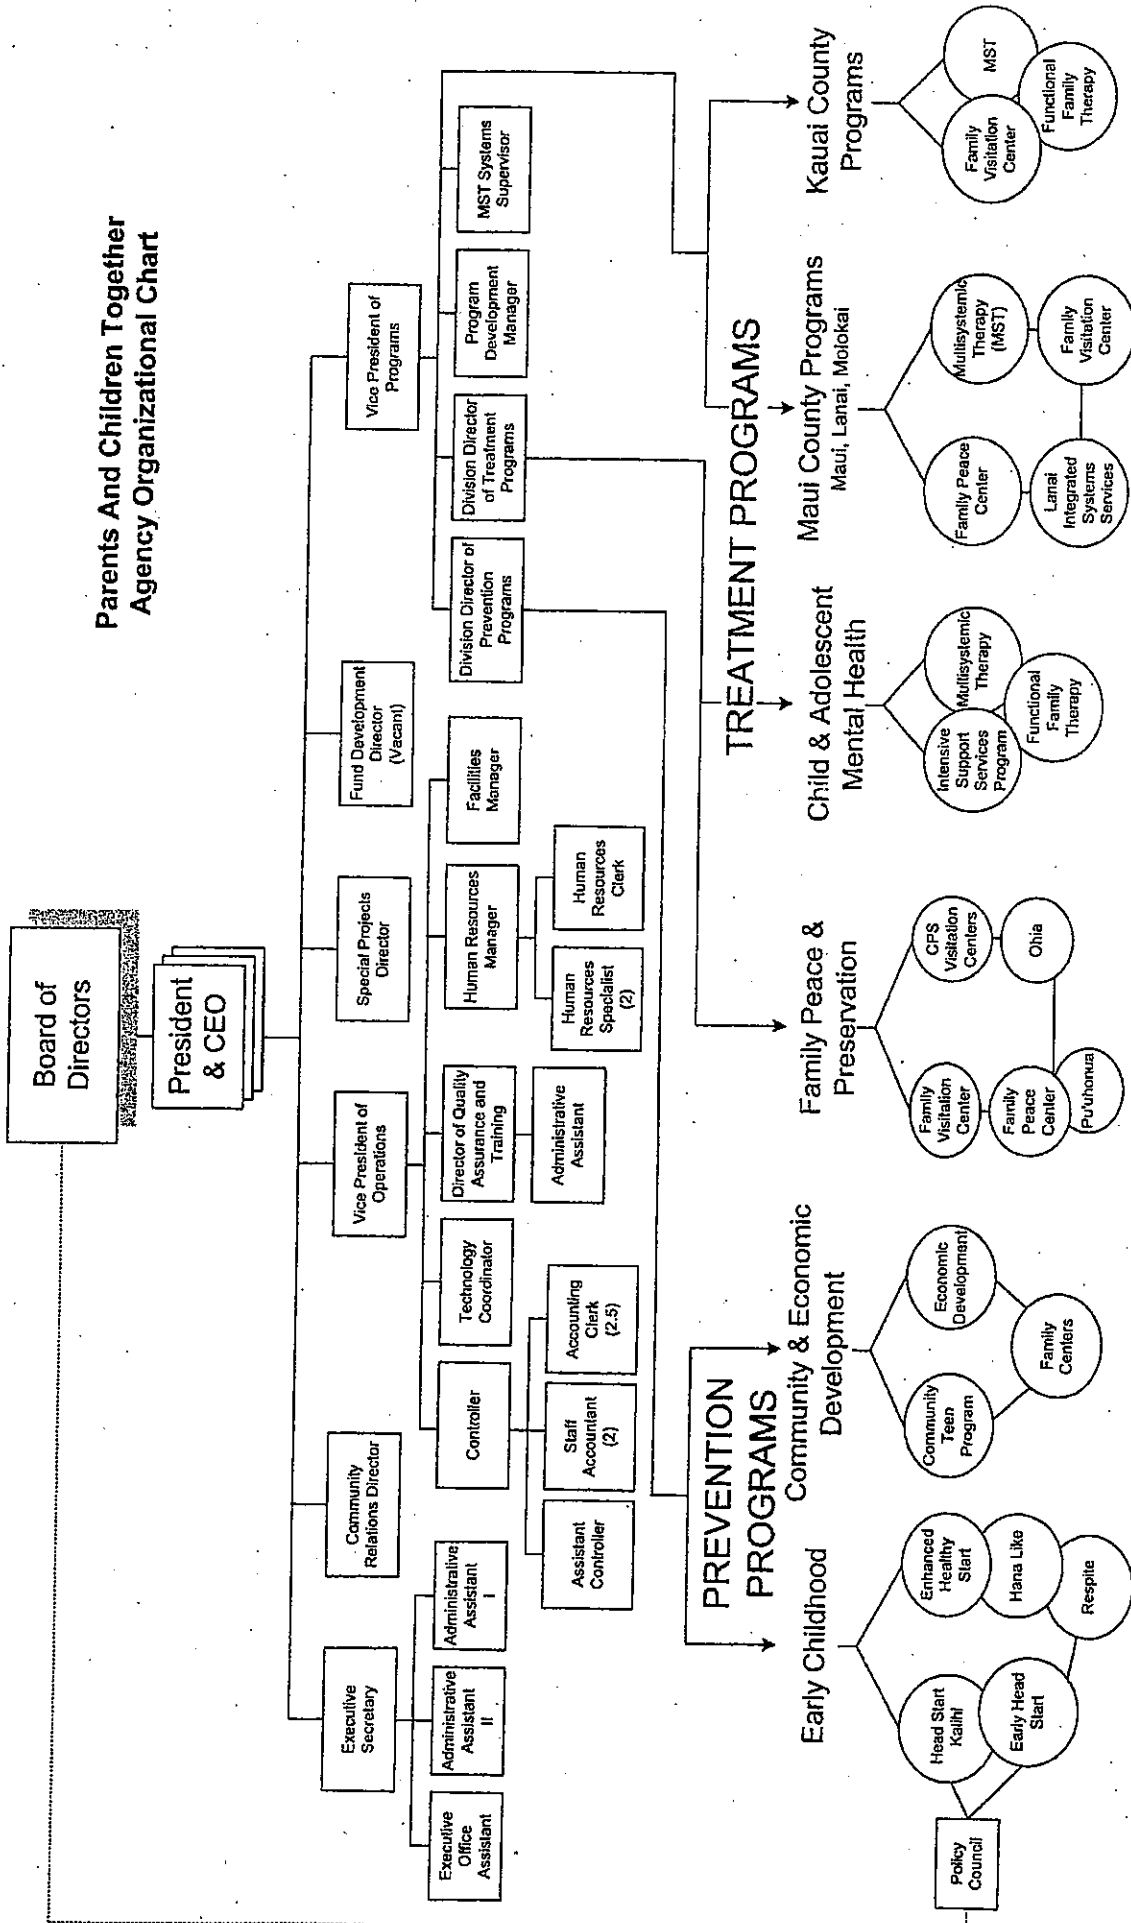 Parents And Children Together
Agency Organizational Chart
Board of
Directors
President
& CEO
Executive
Secretary
Community
Relations Director
Vice President of
Operations
Special Projects
Director
Fund Development
Director
(Vacant)
Vice President of
Programs
Executive
Office
Assistant
Administrative
Assistant
II
Administrative
Assistant
I
Controller
Technology
Coordinator
Director of Quality
Assurance and
Training
Human Resources
Manager
Facilities
Manager
Division Director of
Prevention
Programs
Division Director
of Treatment
Programs
Program
Development
Manager
MST Systems
Supervisor
Assistant
Controller
Staff
Accountant
(2)
Accounting
Clerk
(2.5)
Administrative
Assistant
Human
Resources
Specialist
(2)
Human
Resources
Clerk
PREVENTION
PROGRAMS
TREATMENT PROGRAMS
Early Childhood
Community & Economic
Development
Family Peace &
Preservation
Child & Adolescent
Mental Health
Maui County Programs
Maui, Lanai, Molokai
Kauai County
Programs
Policy
Council
Head Start
Kalihi
Early Head
Start
Enhanced
Healthy
Start
Hana Like
Respite
Community
Teen
Program
Economic
Development
Family
Centers
Family
Visitation
Center
Family
Peace
Center
Pu'uhonua
CPS
Visitation
Centers
Ohia
Intensive
Support
Services
Program
Multisystemic
Therapy
Functional
Family
Therapy
Family Peace
Center
Lanai
Integrated
Systems
Services
Multisystemic
Therapy
(MST)
Family
Visitation
Center
Family
Visitation
Center
MST
Functional
Family
Therapy